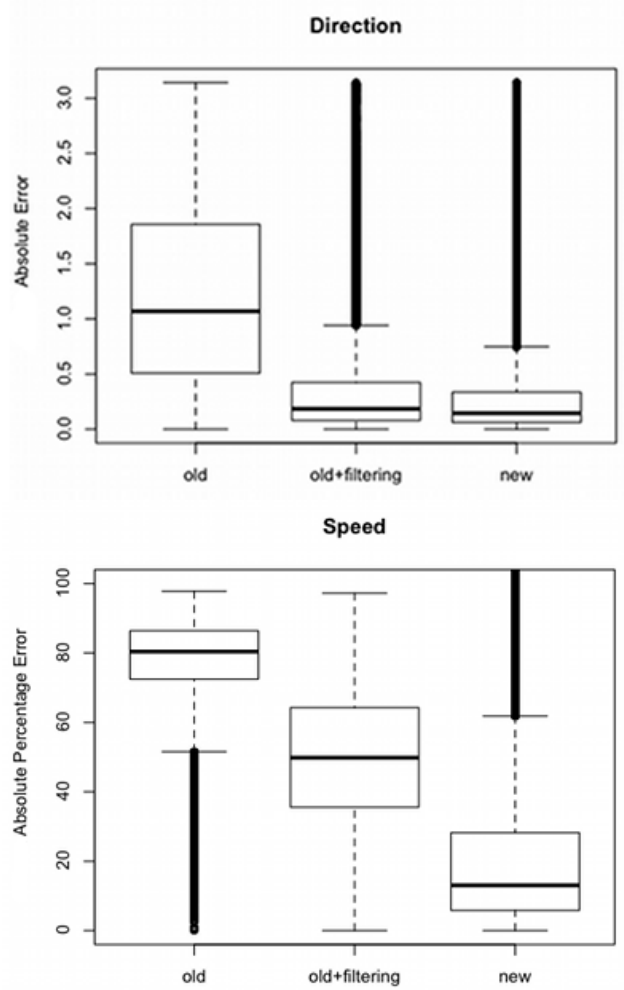 Direction
Absolute Error
3.0
2.5
2.0
1.5
1.0
0.5
0.0
old old+filtering new
Speed
Absolute Percentage Error
100
80
60
40
20
0
old old+filtering new